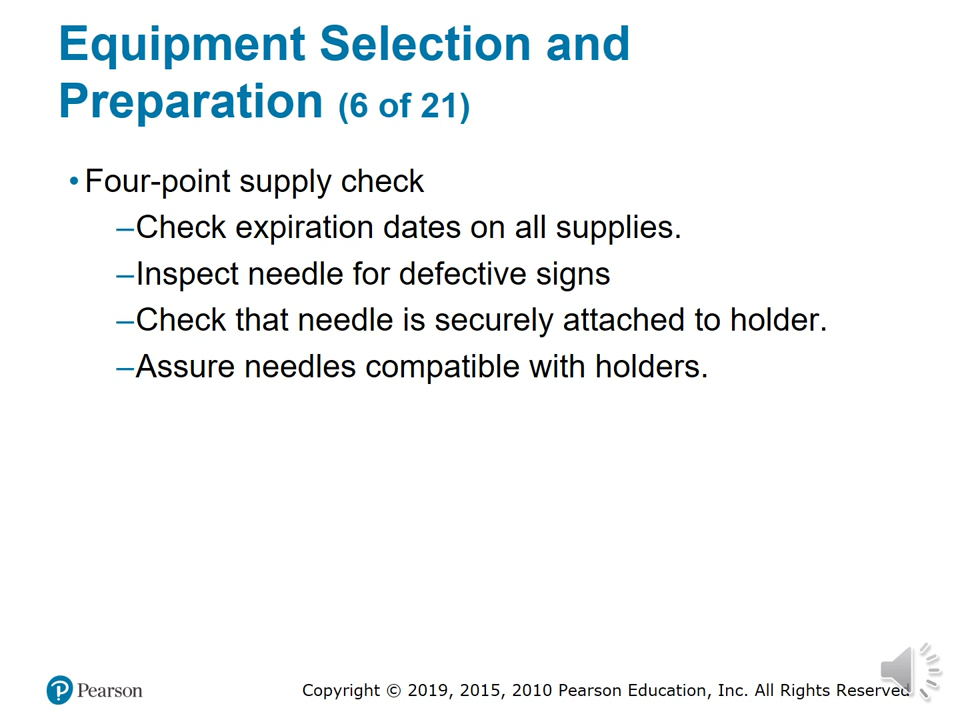 Equipment Selection and
Preparation (6 of 21)
• Four-point supply check
–Check expiration dates on all supplies.
–Inspect needle for defective signs
–Check that needle is securely attached to holder.
–Assure needles compatible with holders.
Pearson
Copyright © 2019, 2015, 2010 Pearson Education, Inc. All Rights Reserved